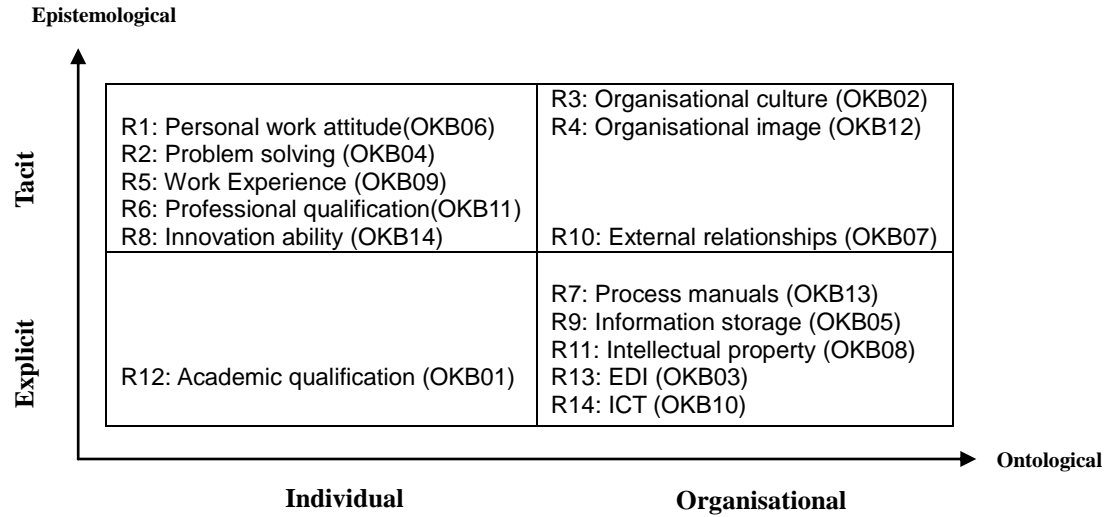 Epistemological
Tacit
R1: Personal work attitude(OKB06)
R2: Problem solving (OKB04)
R5: Work Experience (OKB09)
R6: Professional qualification(OKB11)
R8: Innovation ability (OKB14)
R3: Organisational culture (OKB02)
R4: Organisational image (OKB12)
R10: External relationships (OKB07)
Explicit
R12: Academic qualification (OKB01)
R7: Process manuals (OKB13)
R9: Information storage (OKB05)
R11: Intellectual property (OKB08)
R13: EDI (OKB03)
R14: ICT (OKB10)
Ontological
Individual
Organisational